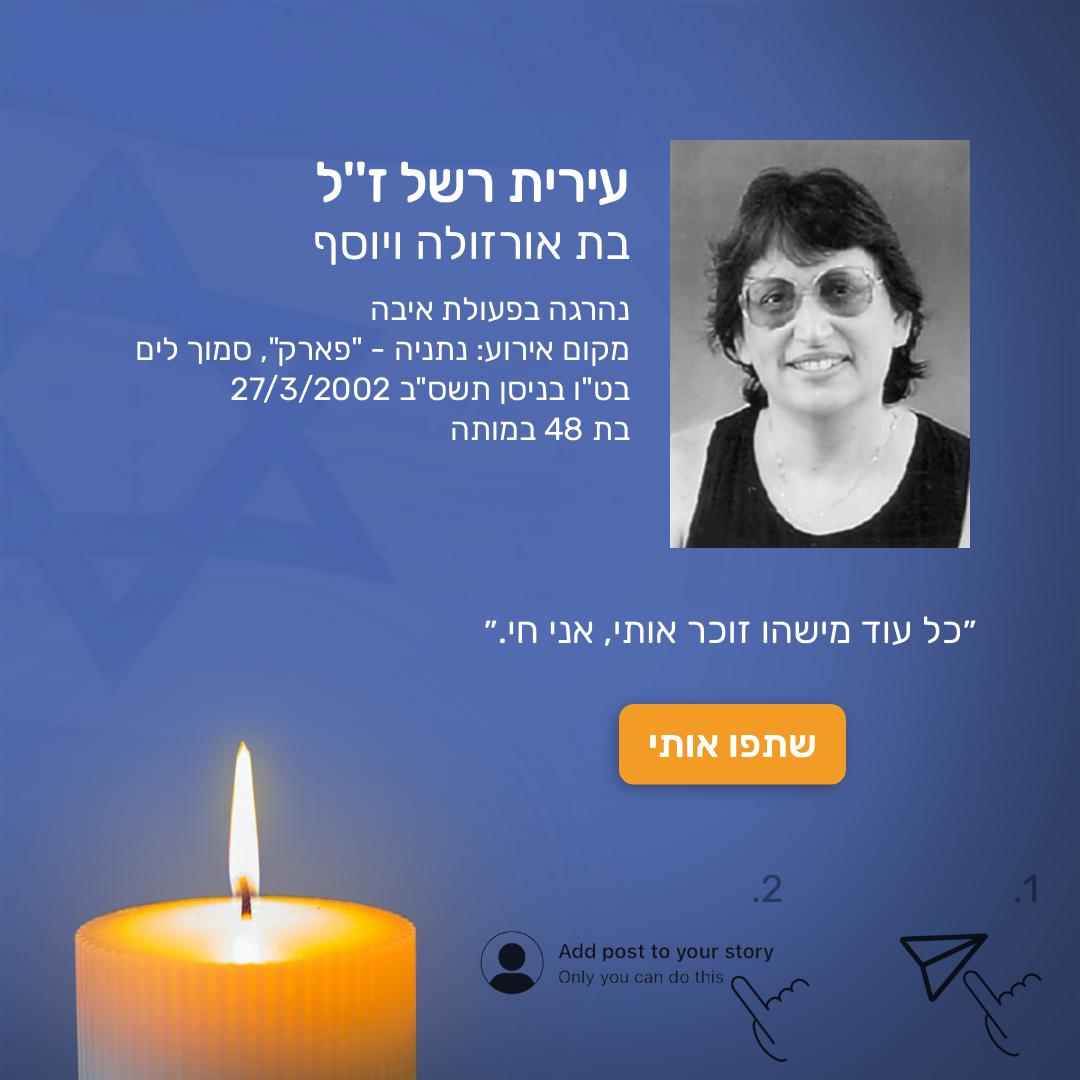 עירית רשל ז"ל
בת אורזולה ויוסף
נהרגה בפעולת איבה
מקום אירוע: נתניה - "פארק", סמוך לים
בט"ו בניסן תשס"ב 27/3/2002
בת 48 במותה
״כל עוד מישהו זוכר אותי, אני חי.״
שתפו אותי
1.
2.
Add post to your story
Only you can do this